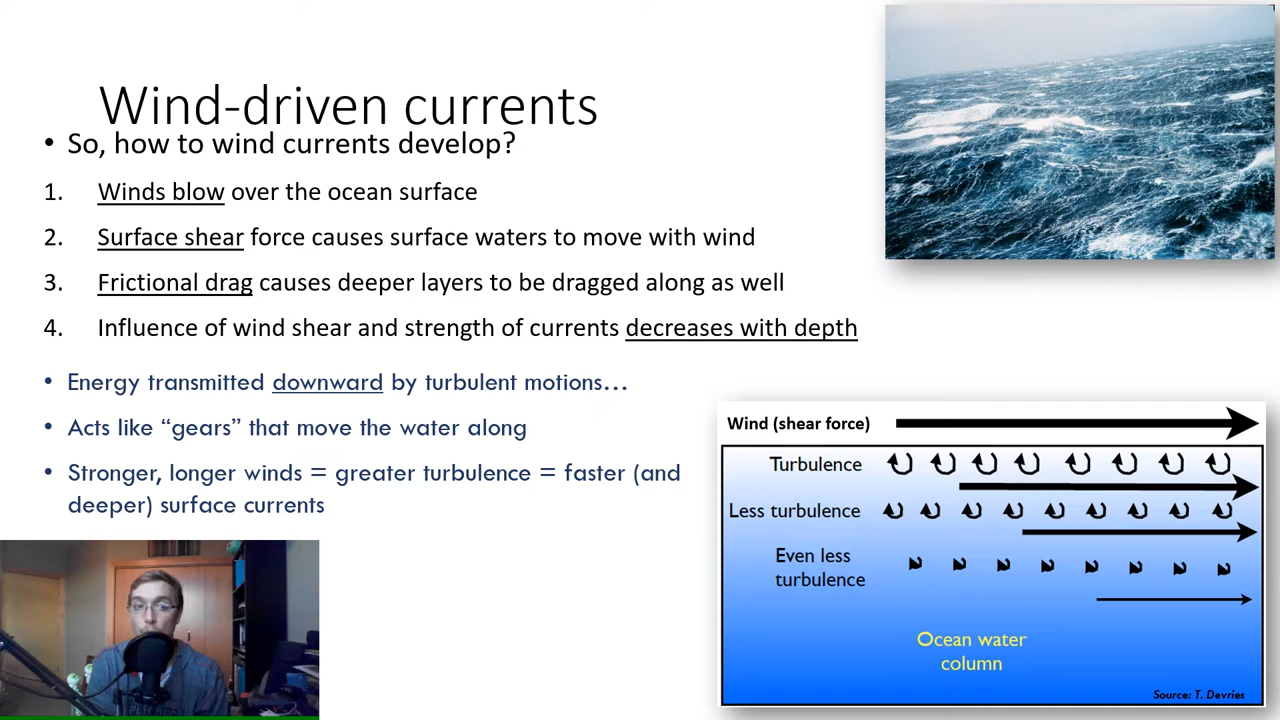 Wind-driven currents
• So, how to wind currents develop?
1. Winds blow over the ocean surface
2. Surface shear force causes surface waters to move with wind
3. Frictional drag causes deeper layers to be dragged along as well
4. Influence of wind shear and strength of currents decreases with depth
• Energy transmitted downward by turbulent motions…
• Acts like “gears” that move the water along
• Stronger, longer winds = greater turbulence = faster (and
deeper) surface currents
Wind (shear force)
Turbulence
Less turbulence
Even less
turbulence
Ocean water
column
Source: T. Devries